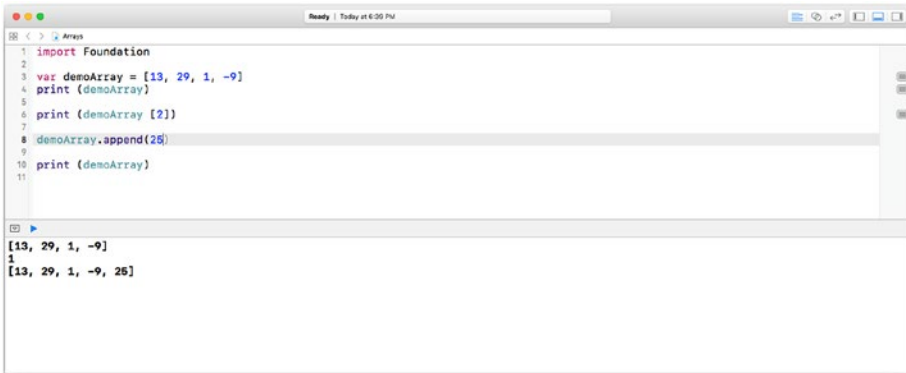 Ready | Today at 6:39 PM
Arrays
1 import Foundation
2
3 var demoArray = [13, 29, 1, -9]
4 print (demoArray)
5
6 print (demoArray [2])
7
8 demoArray.append(25)
9
10 print (demoArray)
11
[13, 29, 1, -9]
1
[13, 29, 1, -9, 25]